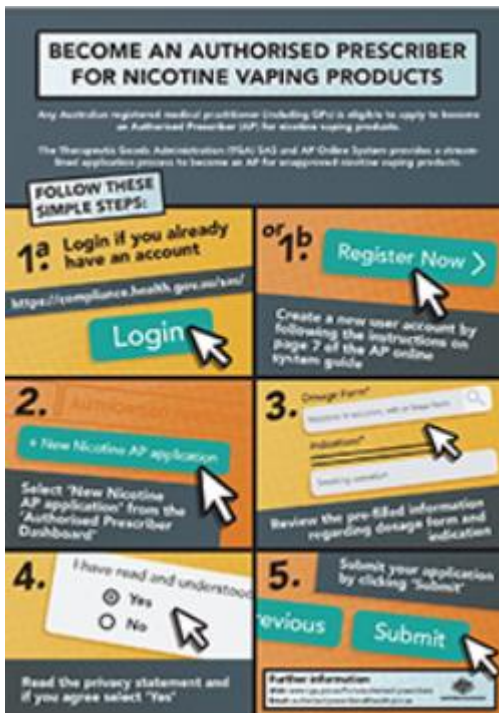 BECOME AN AUTHORISED PRESCRIBER
FOR NICOTINE VAPING PRODUCTS
Any Australian registered medical practitioner (including GPs) is eligible to apply to become
an Authorised Prescriber (AP) for nicotine vaping products.
The Therapeutic Goods Administration (TGA) SAS and AP Online System provides a stream-
lined application process to become an AP for unapproved nicotine vaping products.
FOLLOW THESE
SIMPLE STEPS:
1.a Login if you already
have an account
https://compliance.health.gov.au/sas/
Login
or 1.b
Register Now >
Create a new user account by
following the instructions on
page 7 of the AP online
system guide
2.
+ New Nicotine AP application
Select 'New Nicotine
AP application' from the
'Authorised Prescriber
Dashboard'
3.
Dosage Form*
Indications*
Review the pre-filled information
regarding dosage form and
indication
4.
I have read and understood
Yes
No
Read the privacy statement and
if you agree select 'Yes'
5.
Submit your application
by clicking 'Submit'
revious
Submit
Further information